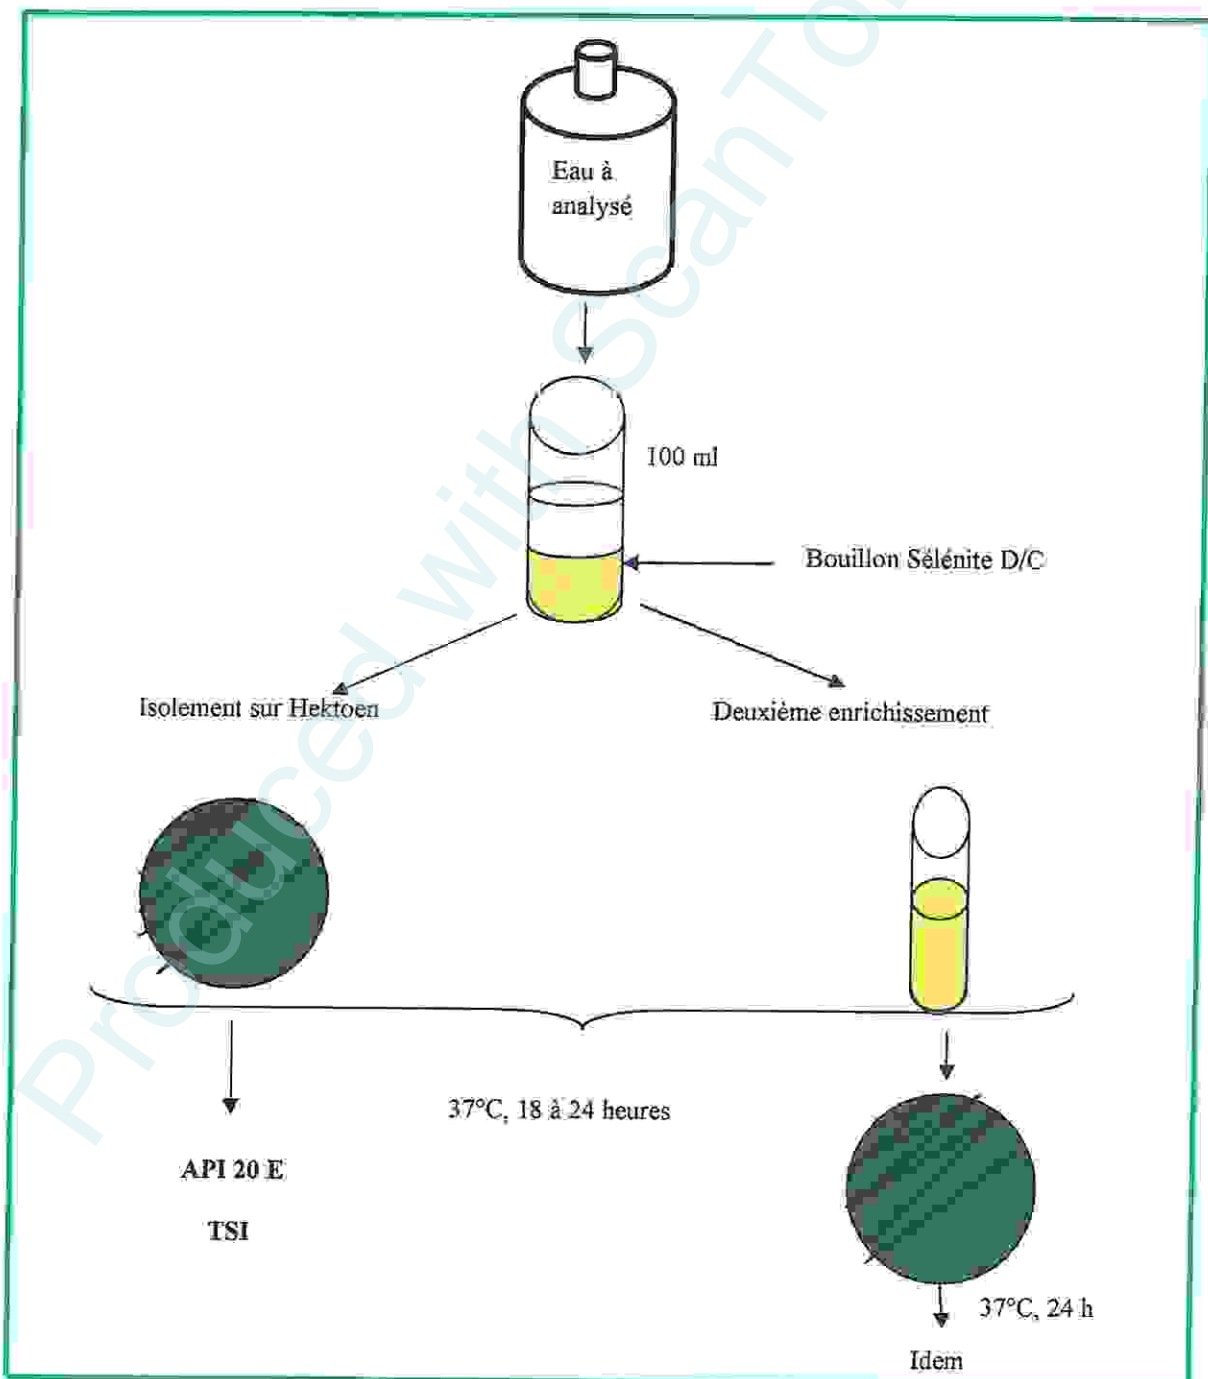 Eau à
analysé
100 ml
Bouillon Sélénite D/C
Isolement sur Hektoen
Deuxième enrichissement
37°C, 18 à 24 heures
API 20 E
TSI
37°C, 24 h
Idem
Produced with ScanTo